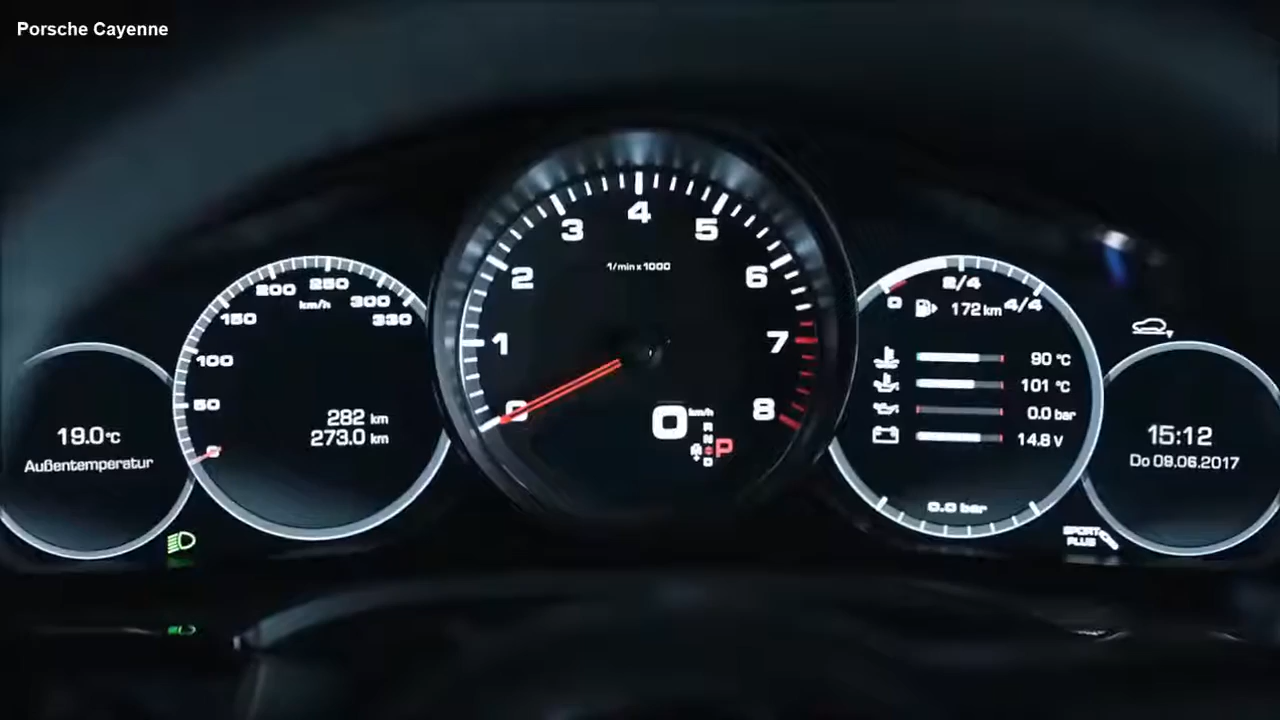 Porsche Cayenne
19.0°C
Außentemperatur
0 50 100 150 200 250 300 330
km/h
282 km
273.0 km
0 1 2 3 4 5 6 7 8
1/min x 1000
0 km/h
R
N
P
D
0 2/4 4/4
172 km
90 °C
101 °C
0.0 bar
14.8 V
0.0 bar
SPORT
PLUS
15:12
Do 09.06.2017